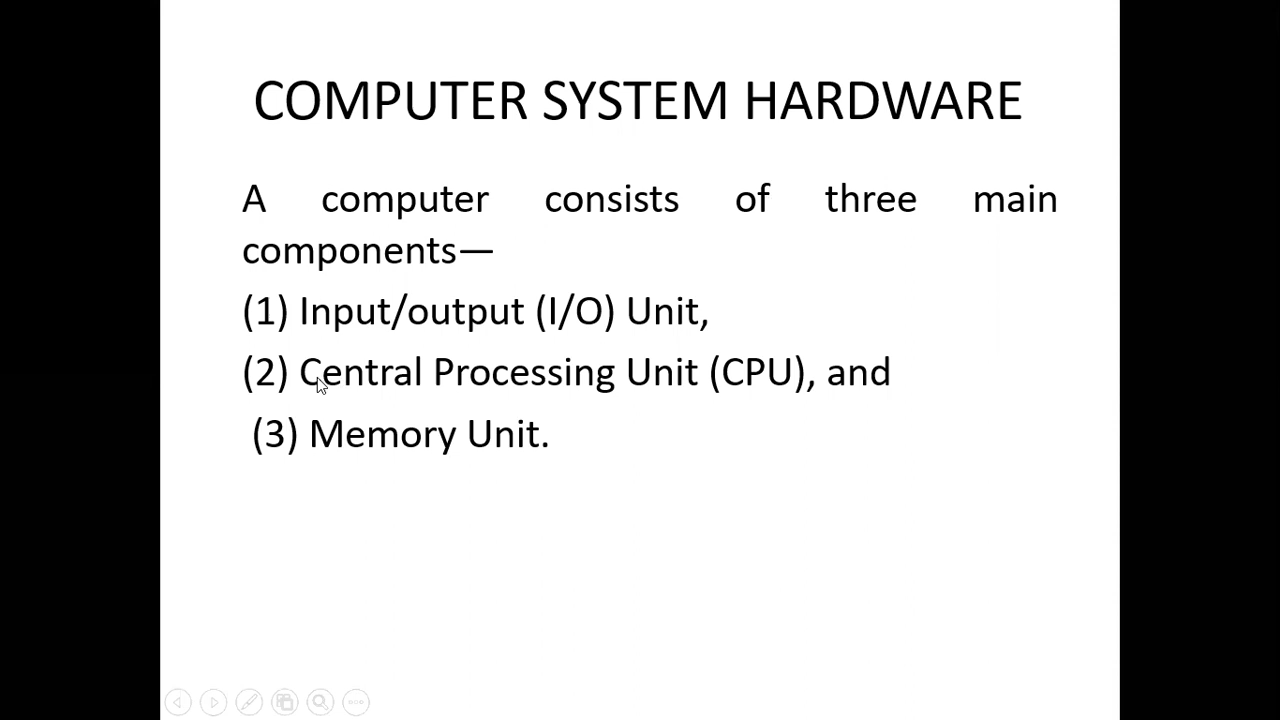 COMPUTER SYSTEM HARDWARE
A computer consists of three main
components—
(1) Input/output (I/O) Unit,
(2) Central Processing Unit (CPU), and
(3) Memory Unit.